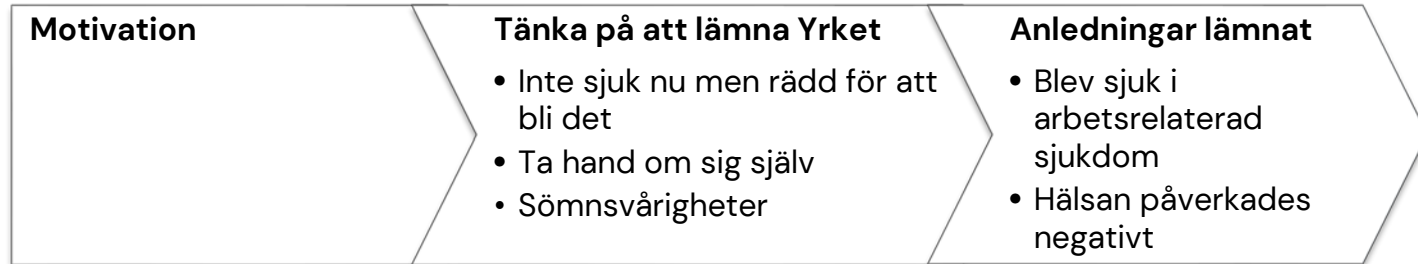 Motivation
Tänka på att lämna Yrket
• Inte sjuk nu men rädd för att
bli det
• Ta hand om sig själv
• Sömnsvårigheter
Anledningar lämnat
• Blev sjuk i
arbetsrelaterad
sjukdom
• Hälsan påverkades
negativt